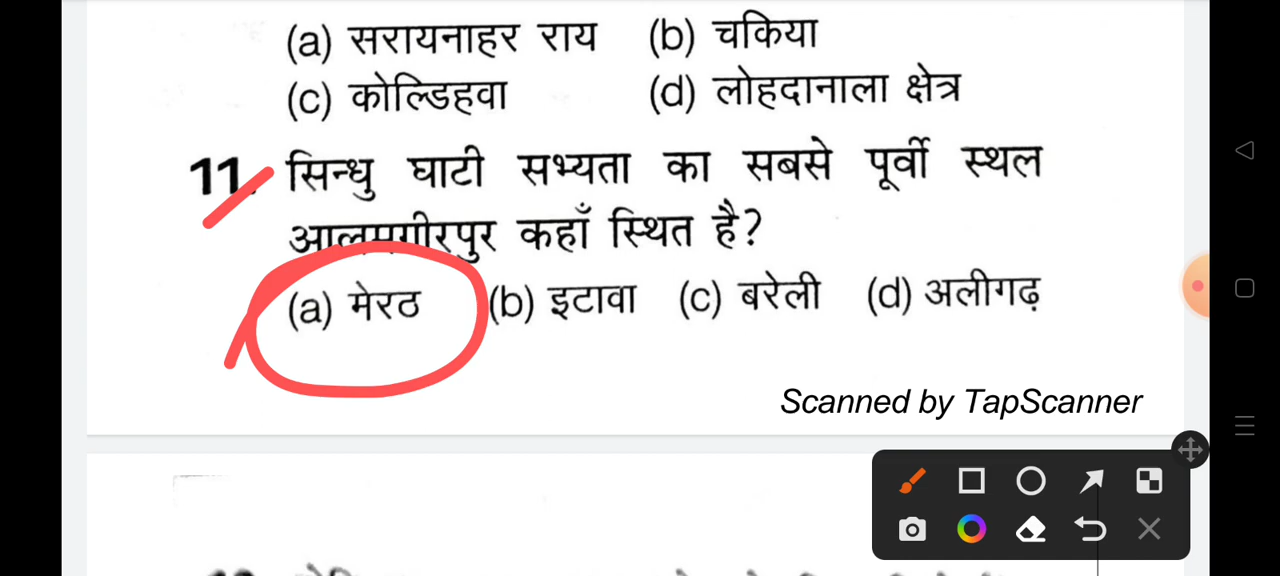 (a) सरायनाहर राय (b) चकिया
(c) कोल्डिहवा (d) लोहदानाला क्षेत्र
11. सिन्धु घाटी सभ्यता का सबसे पूर्वी स्थल
आलमगीरपुर कहाँ स्थित है?
(a) मेरठ (b) इटावा (c) बरेली (d) अलीगढ़
Scanned by TapScanner